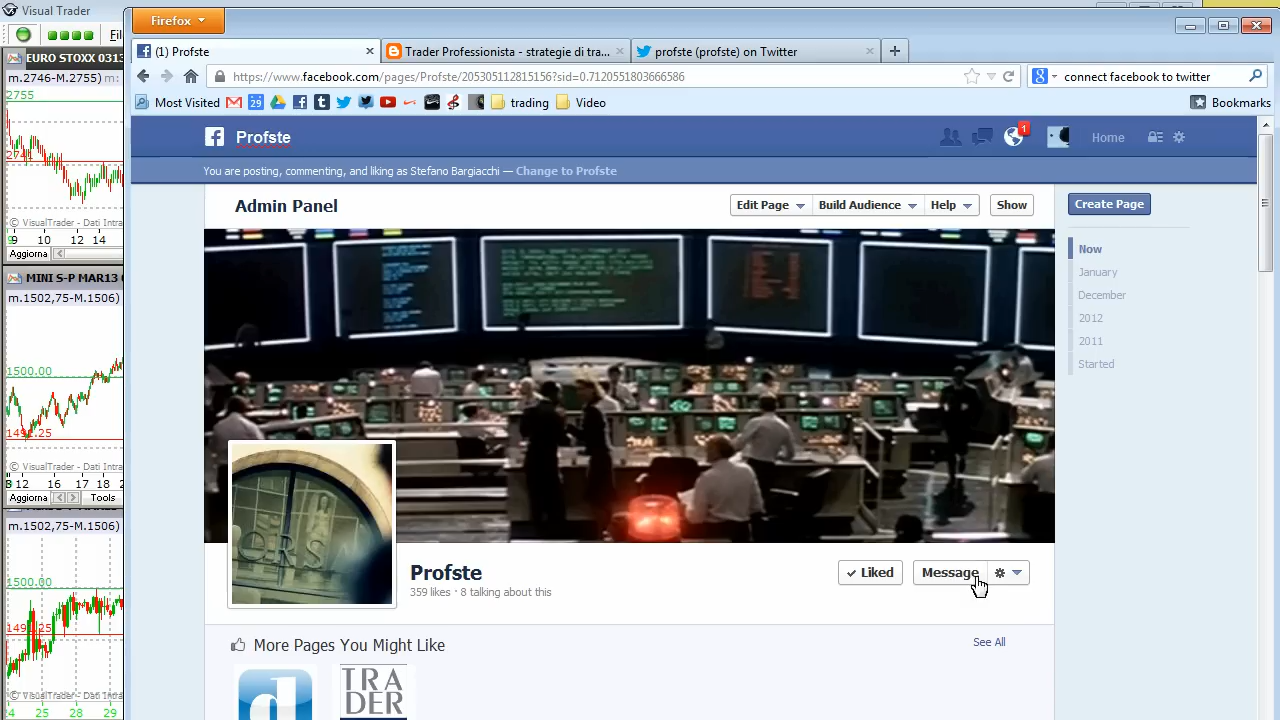 Visual Trader
Fil
EURO STOXX 0313
m.2746-M.2755) m:
2755
© VisualTrader - Dati Intra
9 10 12 14
Aggiorna
MINI S-P MAR13
m.1502,75-M.1506)
1500.00
1491.25
© VisualTrader - Dati Intra
8 12 16 17 18
Aggiorna Tools
m.1502,75-M.1506)
1500.00
1491.25
© VisualTrader - Dati Intra
24 25 28 29
Firefox
(1) Profste
Trader Professionista - strategie di tra...
profste (profste) on Twitter
https://www.facebook.com/pages/Profste/205305112815156?sid=0.7120551803666586
connect facebook to twitter
Most Visited
29
trading
Video
Bookmarks
Profste
1
Home
You are posting, commenting, and liking as Stefano Bargiacchi — Change to Profste
Admin Panel
Edit Page
Build Audience
Help
Show
Create Page
Now
January
December
2012
2011
Started
Profste
359 likes · 8 talking about this
Liked
Message
More Pages You Might Like
See All
TRA
DER